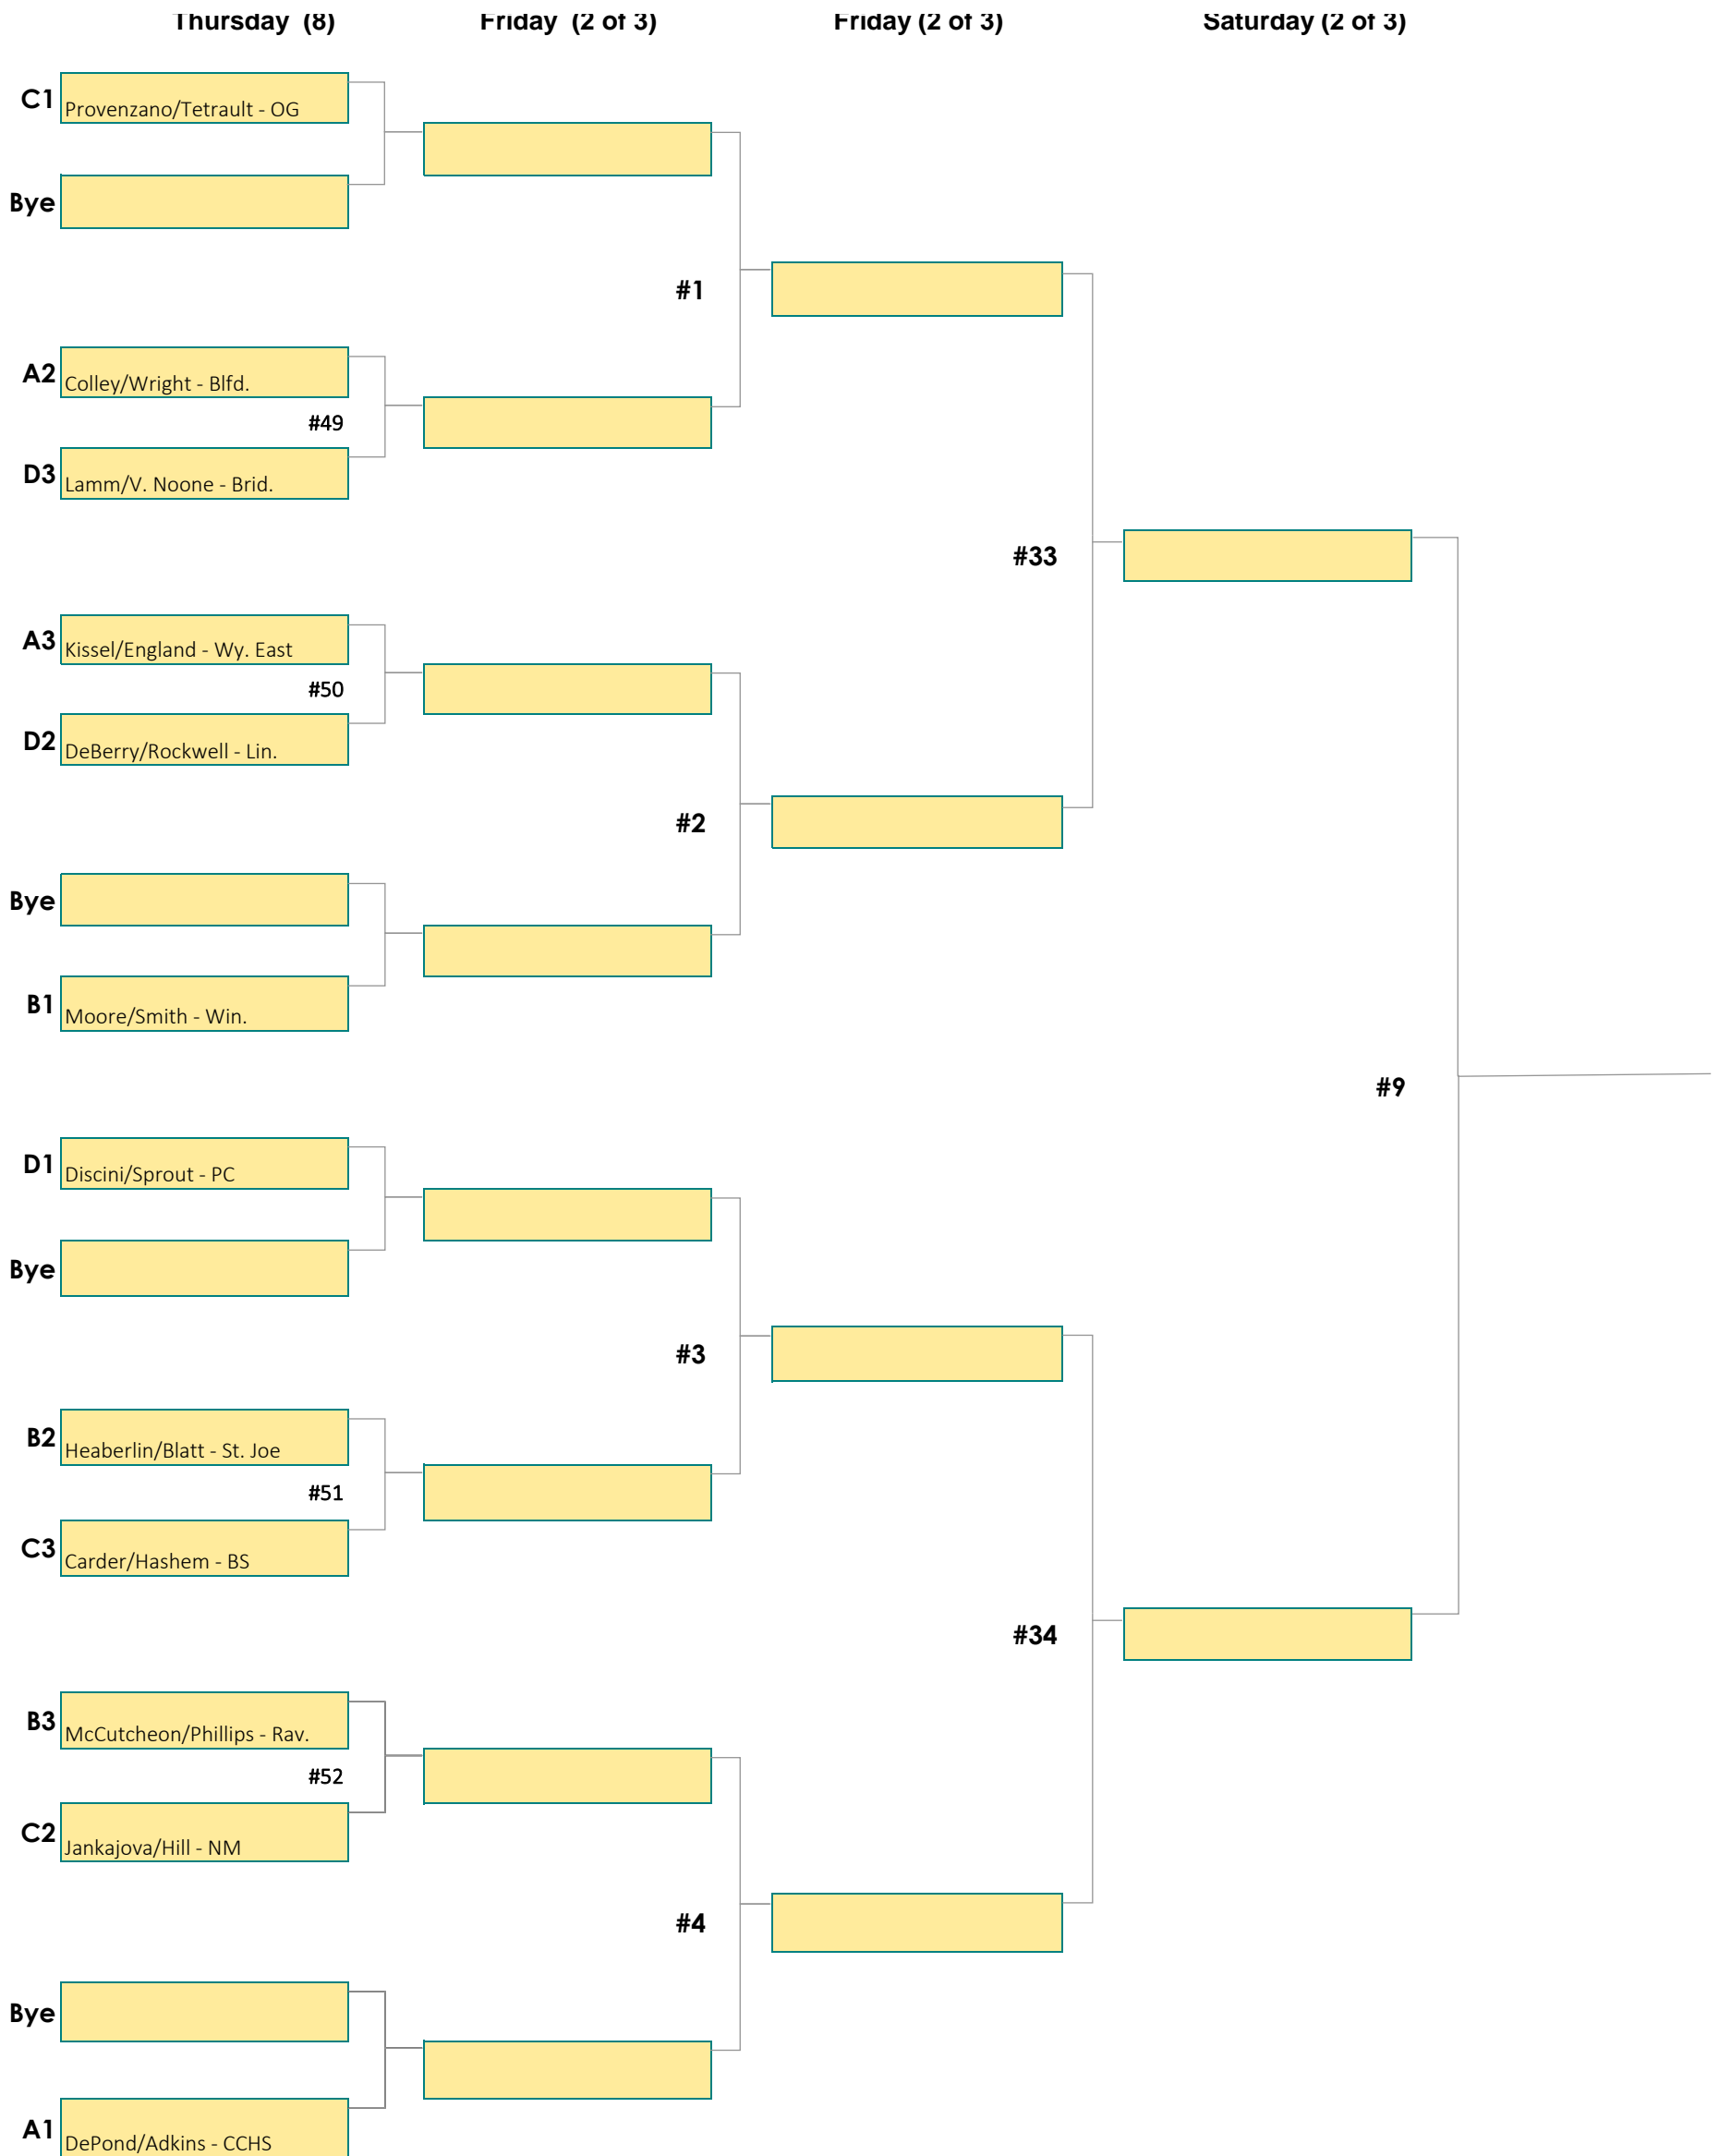 Thursday (8) Friday (2 of 3) Friday (2 of 3) Saturday (2 of 3)
C1 Provenzano/Tetrault - OG
Bye
#1
A2 Colley/Wright - Blfd.
#49
D3 Lamm/V. Noone - Brid.
#33
A3 Kissel/England - Wy. East
#50
D2 DeBerry/Rockwell - Lin.
#2
Bye
B1 Moore/Smith - Win.
#9
D1 Discini/Sprout - PC
Bye
#3
B2 Heaberlin/Blatt - St. Joe
#51
C3 Carder/Hashem - BS
#34
B3 McCutcheon/Phillips - Rav.
#52
C2 Jankajova/Hill - NM
#4
Bye
A1 DePond/Adkins - CCHS